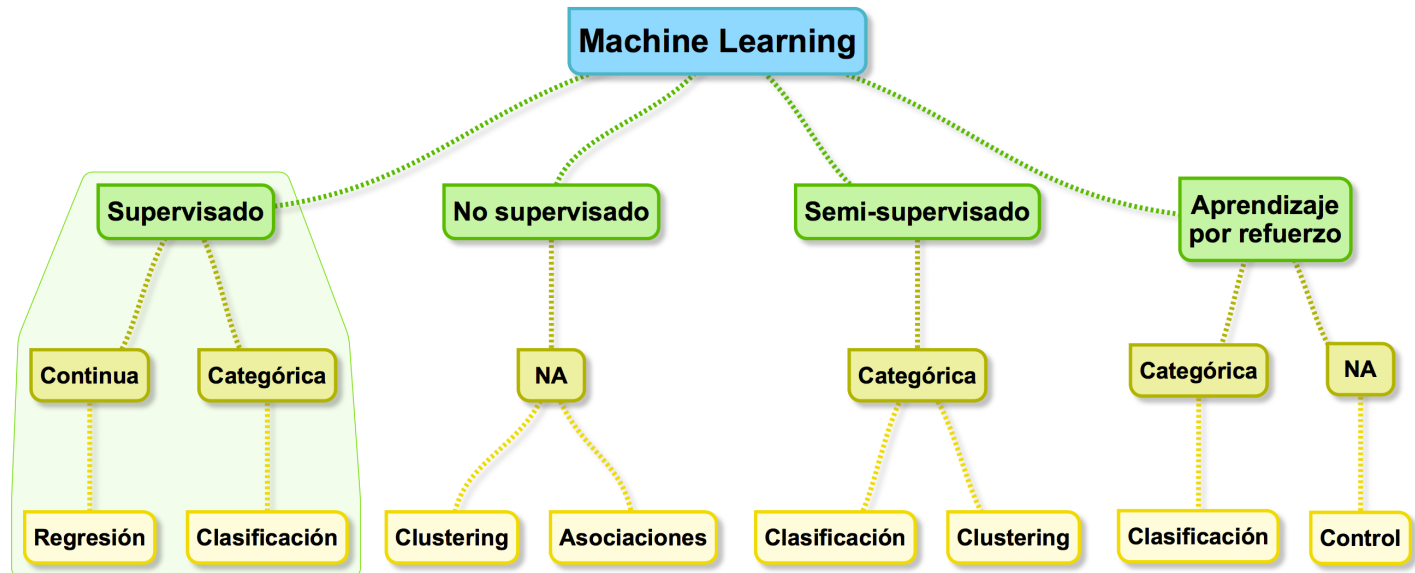 Machine Learning
Supervisado
No supervisado
Semi-supervisado
Aprendizaje
por refuerzo
Continua
Categórica
NA
Categórica
Categórica
NA
Regresión
Clasificación
Clustering
Asociaciones
Clasificación
Clustering
Clasificación
Control